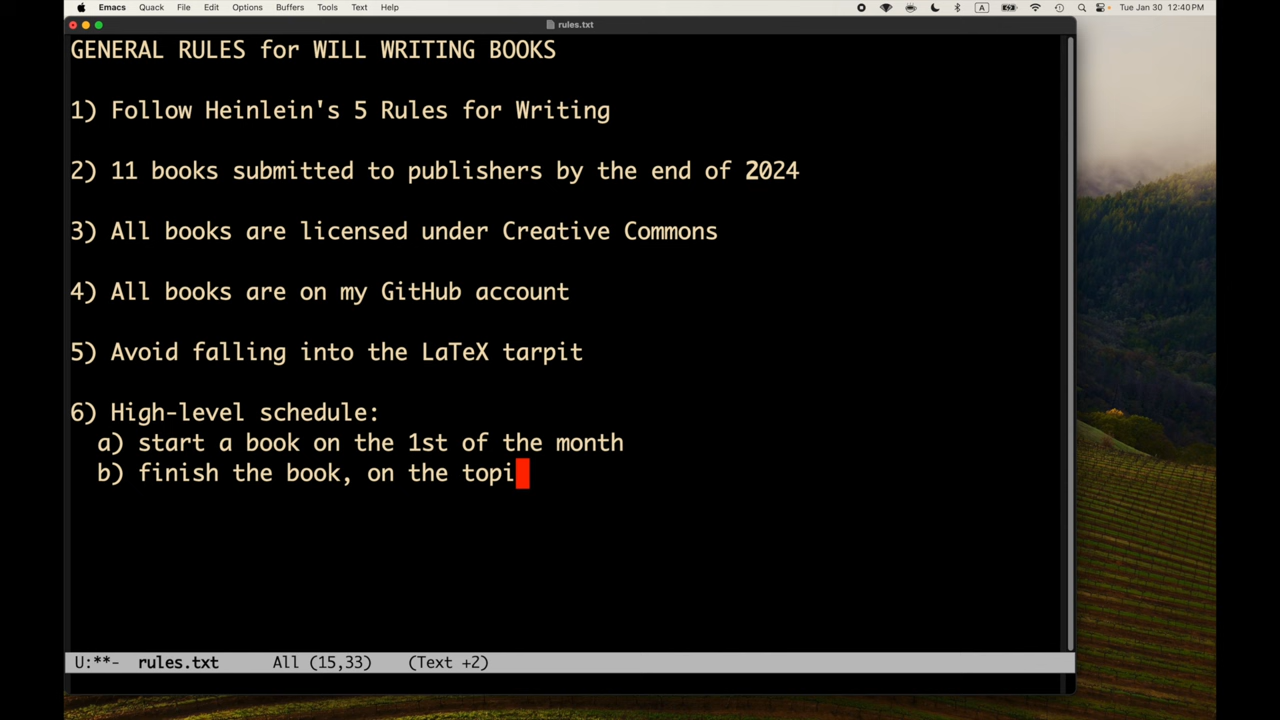 Emacs Quack File Edit Options Buffers Tools Text Help A Tue Jan 30 12:40 PM
rules.txt
GENERAL RULES for WILL WRITING BOOKS
1) Follow Heinlein's 5 Rules for Writing
2) 11 books submitted to publishers by the end of 2024
3) All books are licensed under Creative Commons
4) All books are on my GitHub account
5) Avoid falling into the LaTeX tarpit
6) High-level schedule:
a) start a book on the 1st of the month
b) finish the book, on the topi
U:**- rules.txt All (15,33) (Text +2)